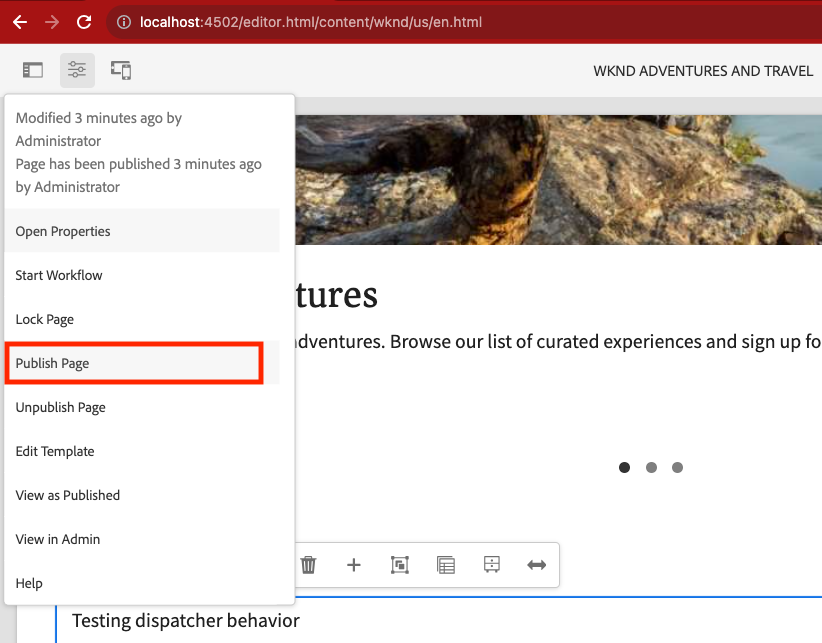 localhost:4502/editor.html/content/wknd/us/en.html
WKND ADVENTURES AND TRAVEL
Modified 3 minutes ago by
Administrator
Page has been published 3 minutes ago
by Administrator
Open Properties
Start Workflow
Lock Page
Publish Page
Unpublish Page
Edit Template
View as Published
View in Admin
Help
tures
dventures. Browse our list of curated experiences and sign up fo
Testing dispatcher behavior